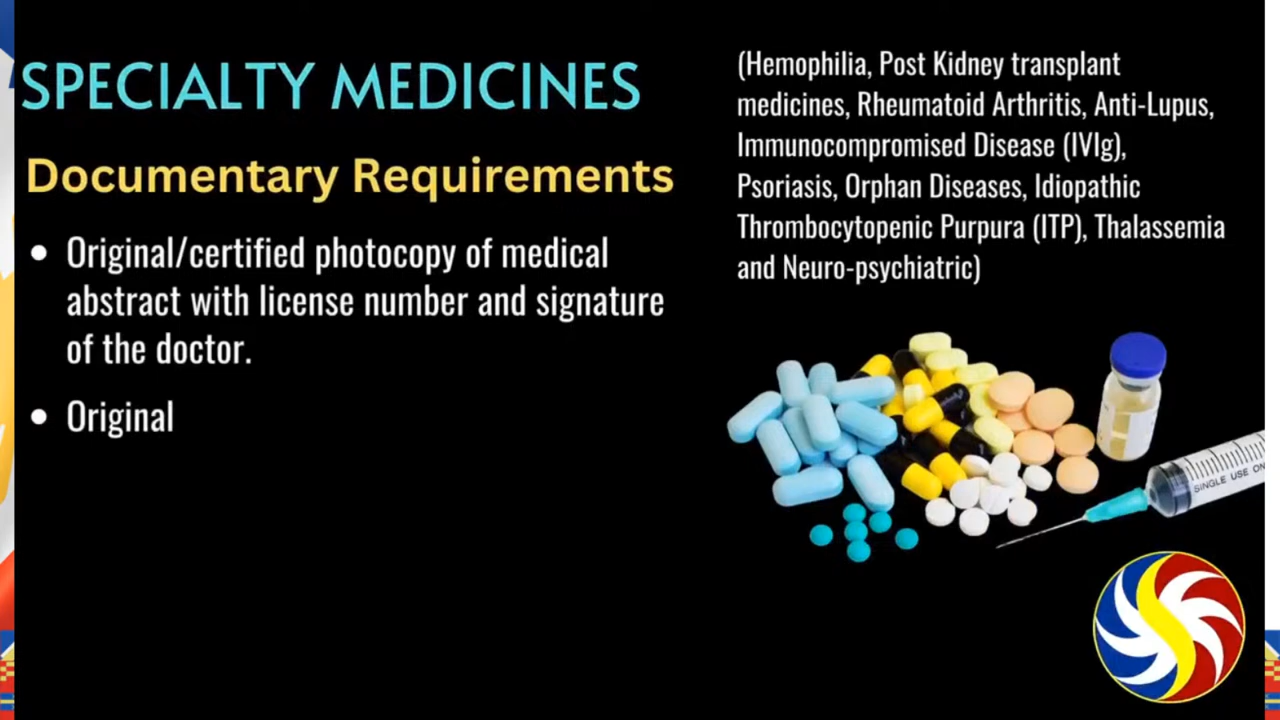 SPECIALTY MEDICINES
Documentary Requirements
• Original/certified photocopy of medical
abstract with license number and signature
of the doctor.
• Original
(Hemophilia, Post Kidney transplant
medicines, Rheumatoid Arthritis, Anti-Lupus,
Immunocompromised Disease (IVIg),
Psoriasis, Orphan Diseases, Idiopathic
Thrombocytopenic Purpura (ITP), Thalassemia
and Neuro-psychiatric)
SINGLE USE ON